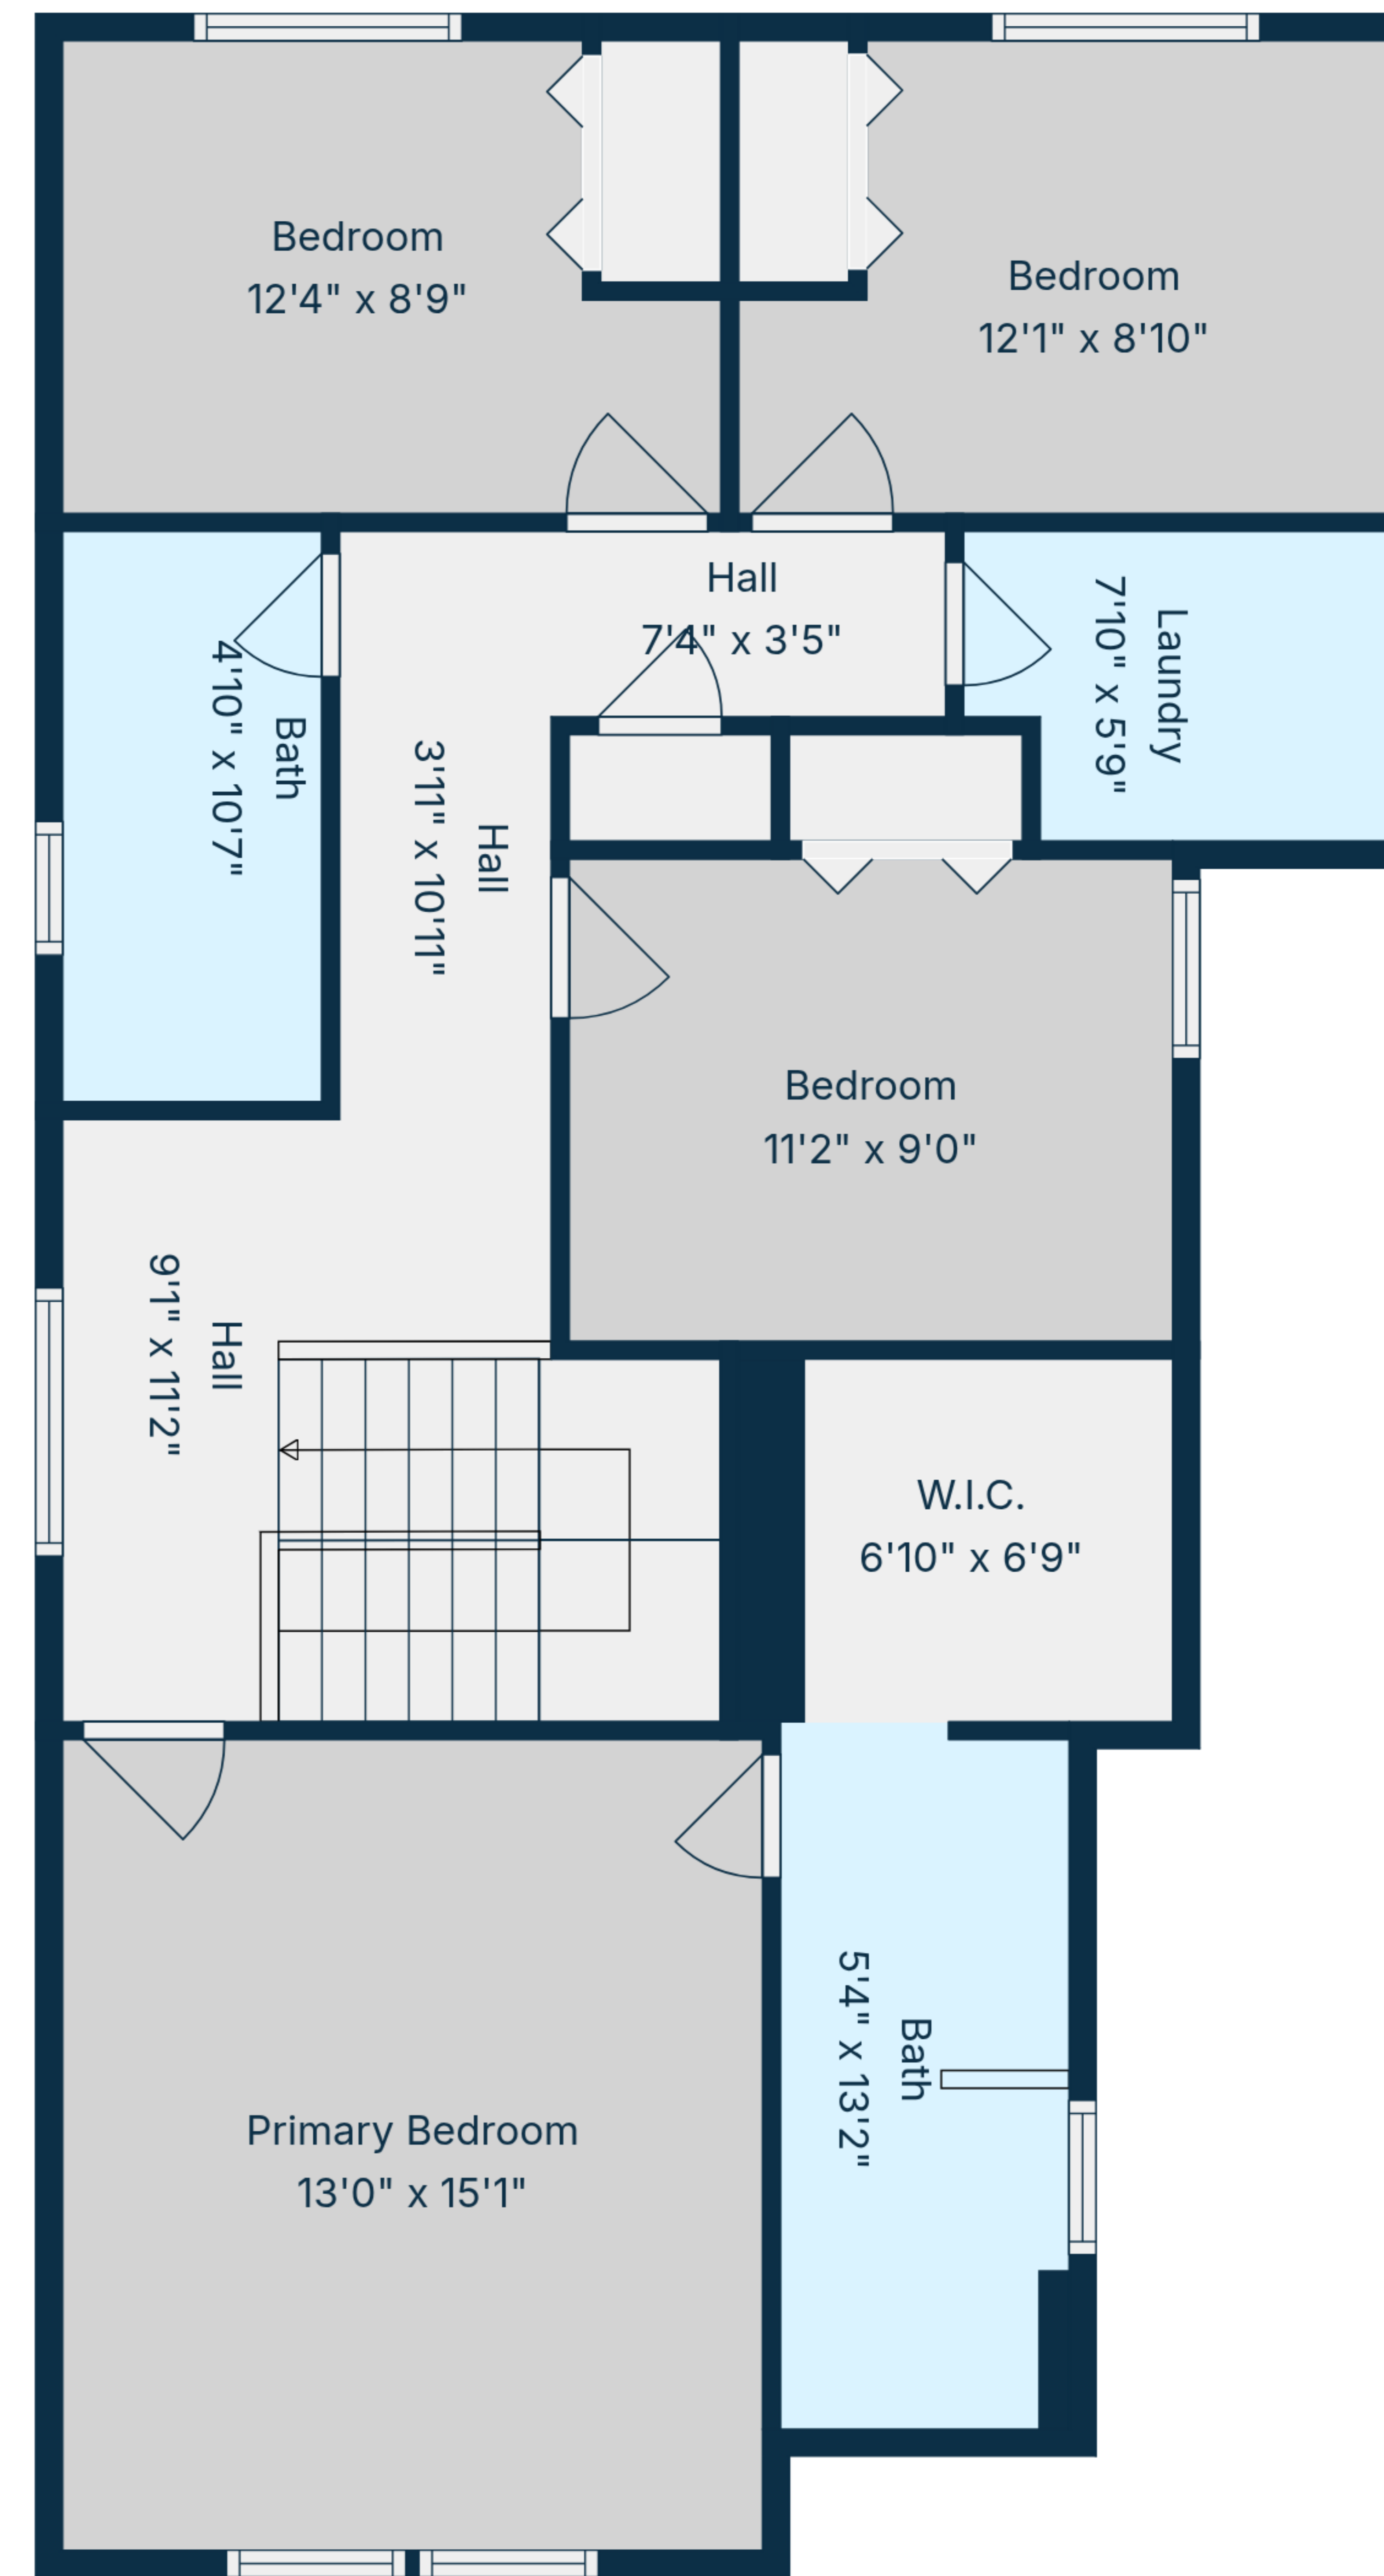 Bedroom
12'4" x 8'9"
Bedroom
12'1" x 8'10"
Hall
7'4" x 3'5"
Laundry
7'10" x 5'9"
Bath
4'10" x 10'7"
Hall
3'11" x 10'11"
Bedroom
11'2" x 9'0"
Hall
9'1" x 11'2"
W.I.C.
6'10" x 6'9"
Bath
5'4" x 13'2"
Primary Bedroom
13'0" x 15'1"